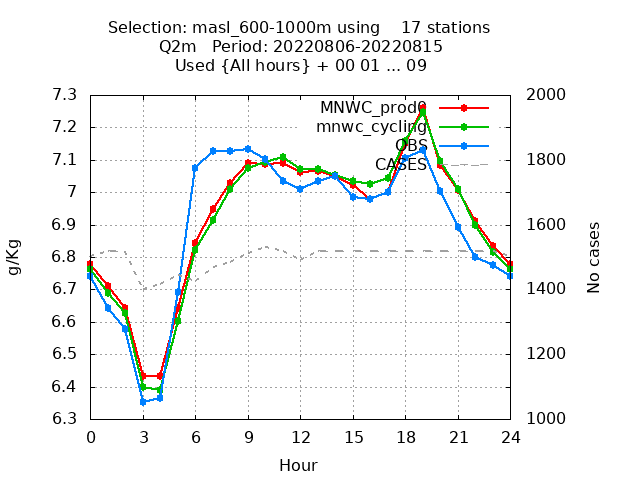 Selection: masl_600-1000m using    17 stations
Q2m   Period: 20220806-20220815
Used {All hours} + 00 01 ... 09
7.3
7.2
7.1
7
6.9
6.8
6.7
6.6
6.5
6.4
6.3
g/Kg
MNWC_prod0
mnwc_cycling
OBS
CASES
2000
1800
1600
1400
1200
1000
No cases
0 3 6 9 12 15 18 21 24
Hour